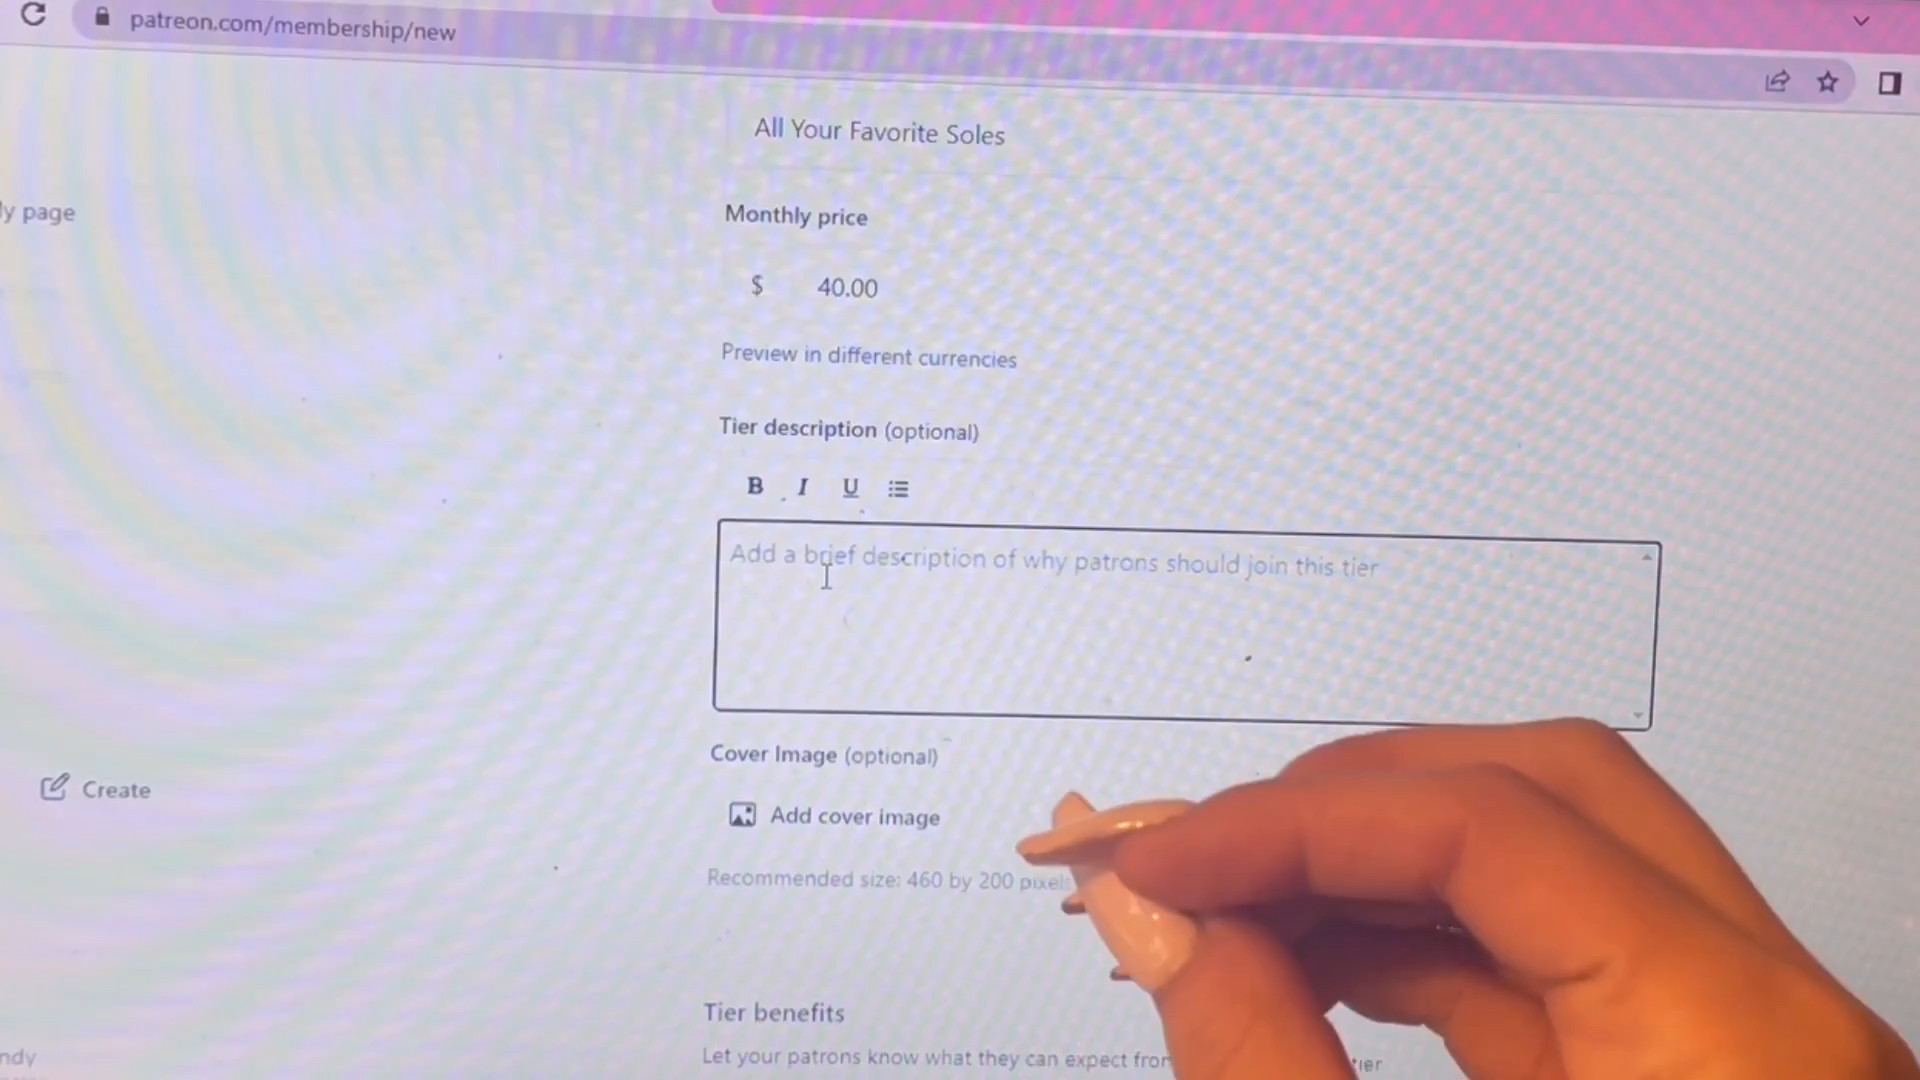 patreon.com/membership/new
All Your Favorite Soles
y page
Monthly price
$ 40.00
Preview in different currencies
Tier description (optional)
B I U
Add a brief description of why patrons should join this tier
Cover Image (optional)
Create
Add cover image
Recommended size: 460 by 200 pixels
Tier benefits
Let your patrons know what they can expect from tier
ndy